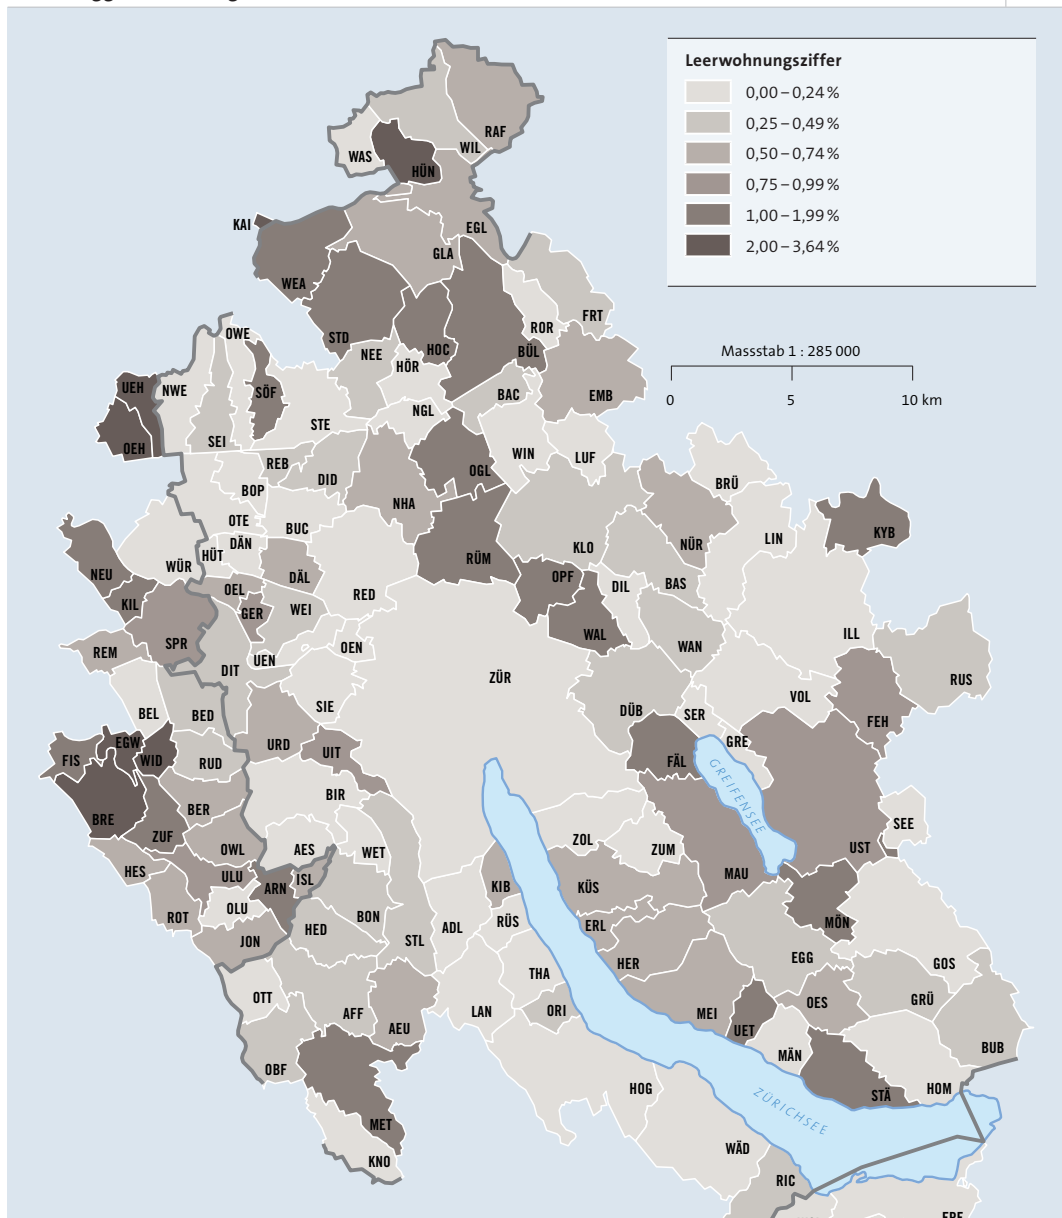 Leerwohnungsziffer
0,00 – 0,24 %
0,25 – 0,49 %
0,50 – 0,74 %
0,75 – 0,99 %
1,00 – 1,99 %
2,00 – 3,64 %
Massstab 1 : 285 000
0 5 10 km
RAF
WIL
WAS
HÜN
KAI
EGL
GLA
WEA
FRT
ROR
OWE
STD
HOC
BÜL
NEE
HÖR
UEH
NWE
SÖF
BAC
EMB
NGL
STE
SEI
OEH
WIN
LUF
REB
OGL
DID
BOP
BRÜ
NHA
OTE
BUC
KYB
LIN
DÄN
NÜR
KLO
HÜT
RÜM
WÜR
NEU
DÄL
OPF
BAS
DIL
OEL
RED
KIL
GER
WEI
WAL
ILL
SPR
OEN
WAN
REM
UEN
DIT
ZÜR
RUS
VOL
SIE
DÜB
BEL
BED
SER
FEH
URD
GRE
EGW
UIT
WID
FIS
RUD
FÄL
GREIFENSEE
BIR
BER
BRE
SEE
ZUF
ZOL
OWL
AES
WET
ZUM
UST
HES
ULU
ISL
MAU
ARN
KIB
KÜS
OLU
ROT
BON
RÜS
MÖN
HED
ADL
ERL
JON
STL
EGG
HER
GOS
THA
OTT
GRÜ
OES
AFF
LAN
ORI
MEI
AEU
UET
BUB
MÄN
OBF
HOG
HOM
STÄ
ZÜRICHSEE
MET
WÄD
KNO
RIC